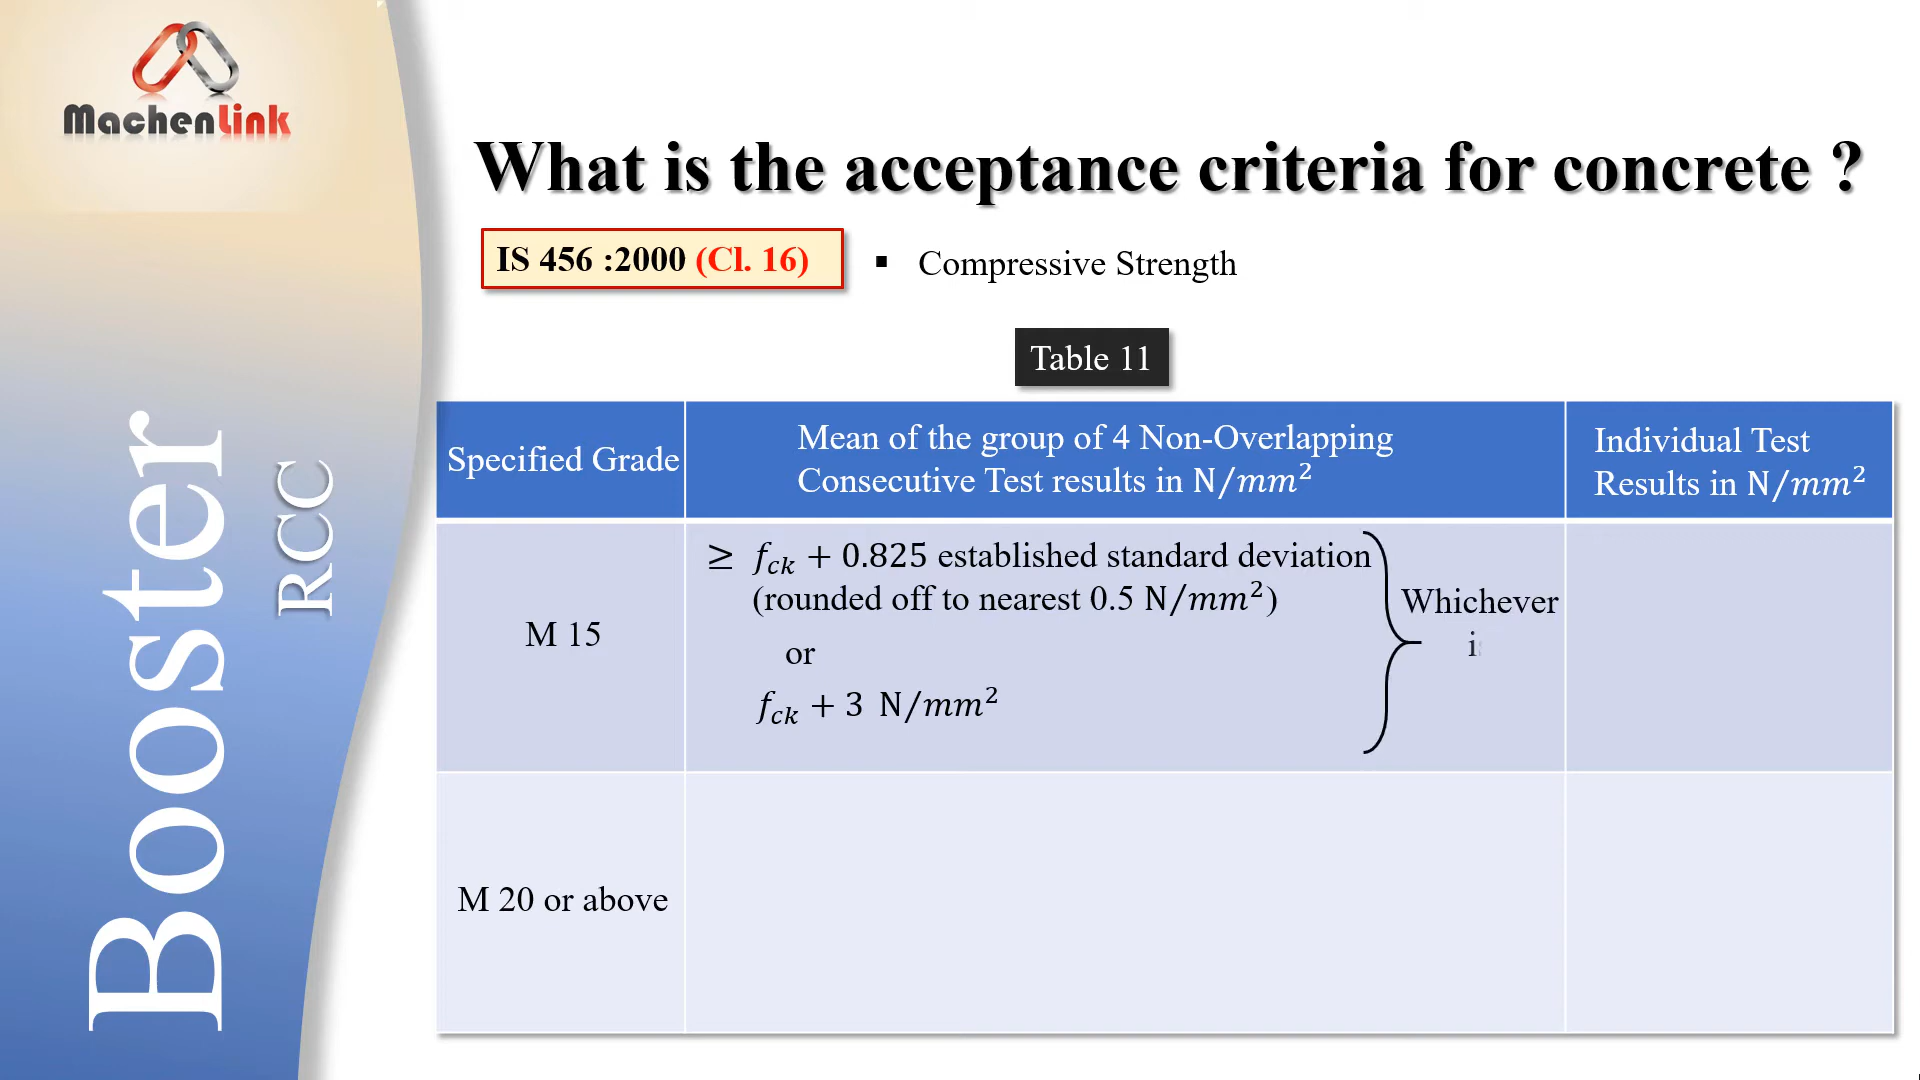 MachenLink
Booster
RCC
What is the acceptance criteria for concrete ?
IS 456 :2000 (Cl. 16)
▪ Compressive Strength
Table 11
Specified Grade
Mean of the group of 4 Non-Overlapping
Consecutive Test results in N/mm²
Individual Test
Results in N/mm²
M 15
≥ f_ck + 0.825 established standard deviation
(rounded off to nearest 0.5 N/mm²)
or
f_ck + 3 N/mm²
Whichever
M 20 or above